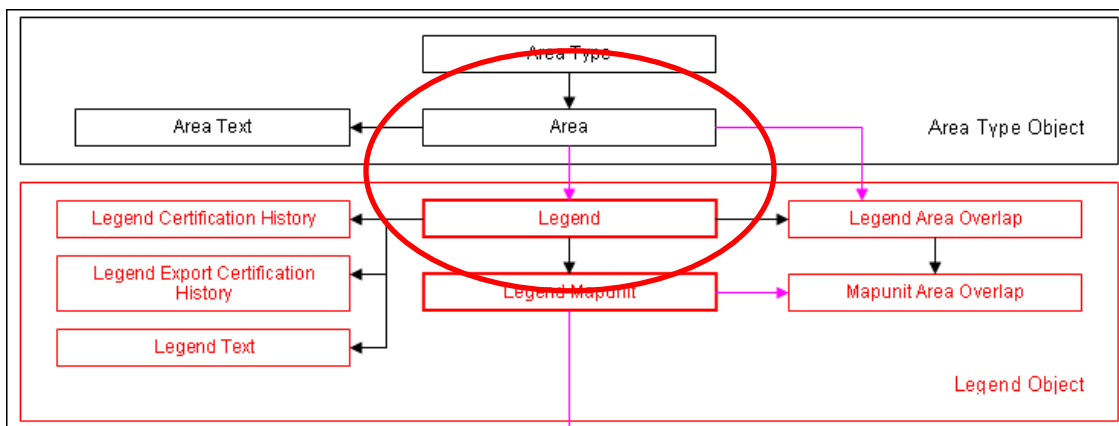 Area Type
Area Text
Area
Area Type Object
Legend Certification History
Legend
Legend Area Overlap
Legend Export Certification
History
Legend Mapunit
Mapunit Area Overlap
Legend Text
Legend Object